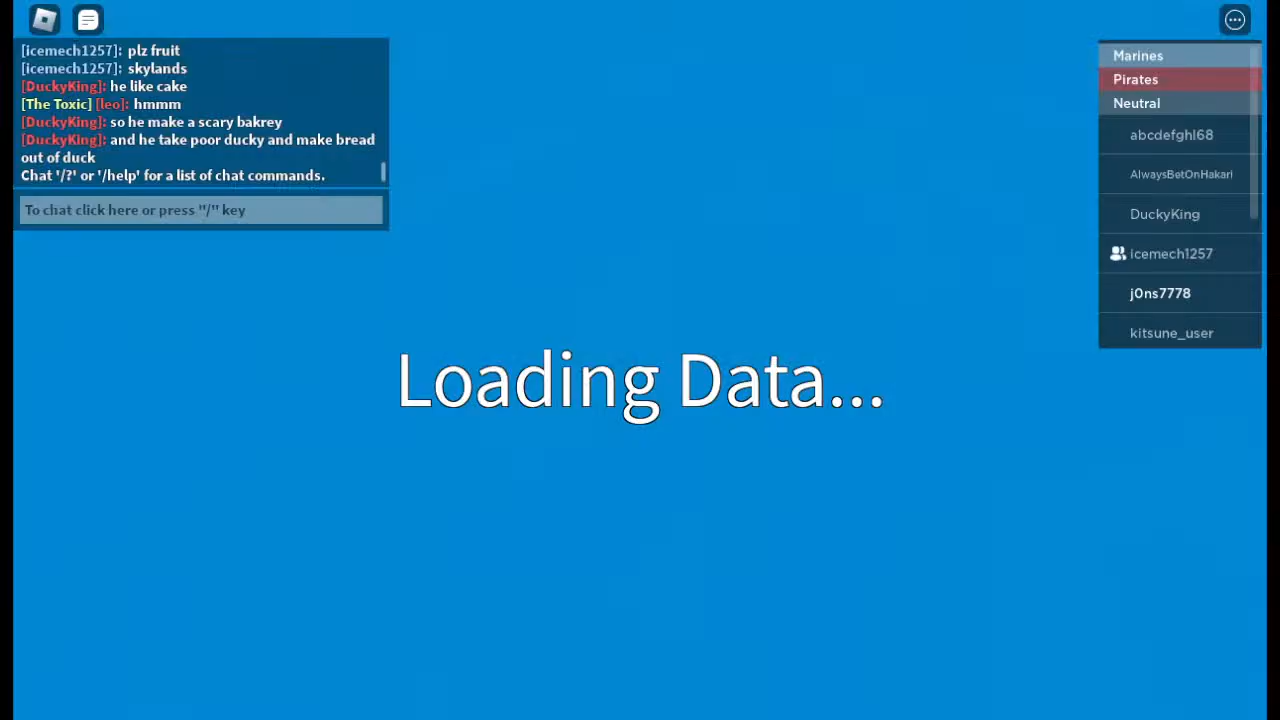 [icemech1257]: plz fruit
[icemech1257]: skylands
[DuckyKing]: he like cake
[The Toxic] [leo]: hmmm
[DuckyKing]: so he make a scary bakrey
[DuckyKing]: and he take poor ducky and make bread
out of duck
Chat '/?' or '/help' for a list of chat commands.
To chat click here or press "/" key
Marines
Pirates
Neutral
abcdefghl68
AlwaysBetOnHakarI
DuckyKing
icemech1257
j0ns7778
kitsune_user
Loading Data...